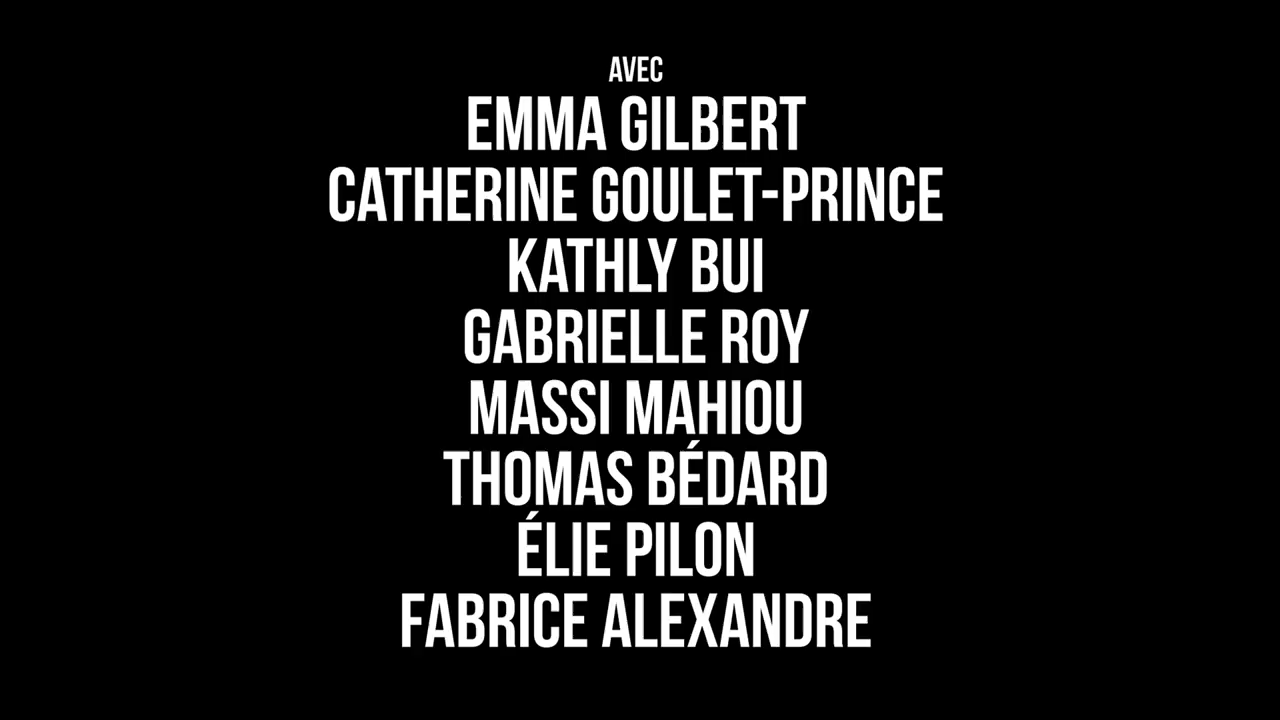 AVEC
EMMA GILBERT
CATHERINE GOULET-PRINCE
KATHLY BUI
GABRIELLE ROY
MASSI MAHIOU
THOMAS BÉDARD
ÉLIE PILON
FABRICE ALEXANDRE